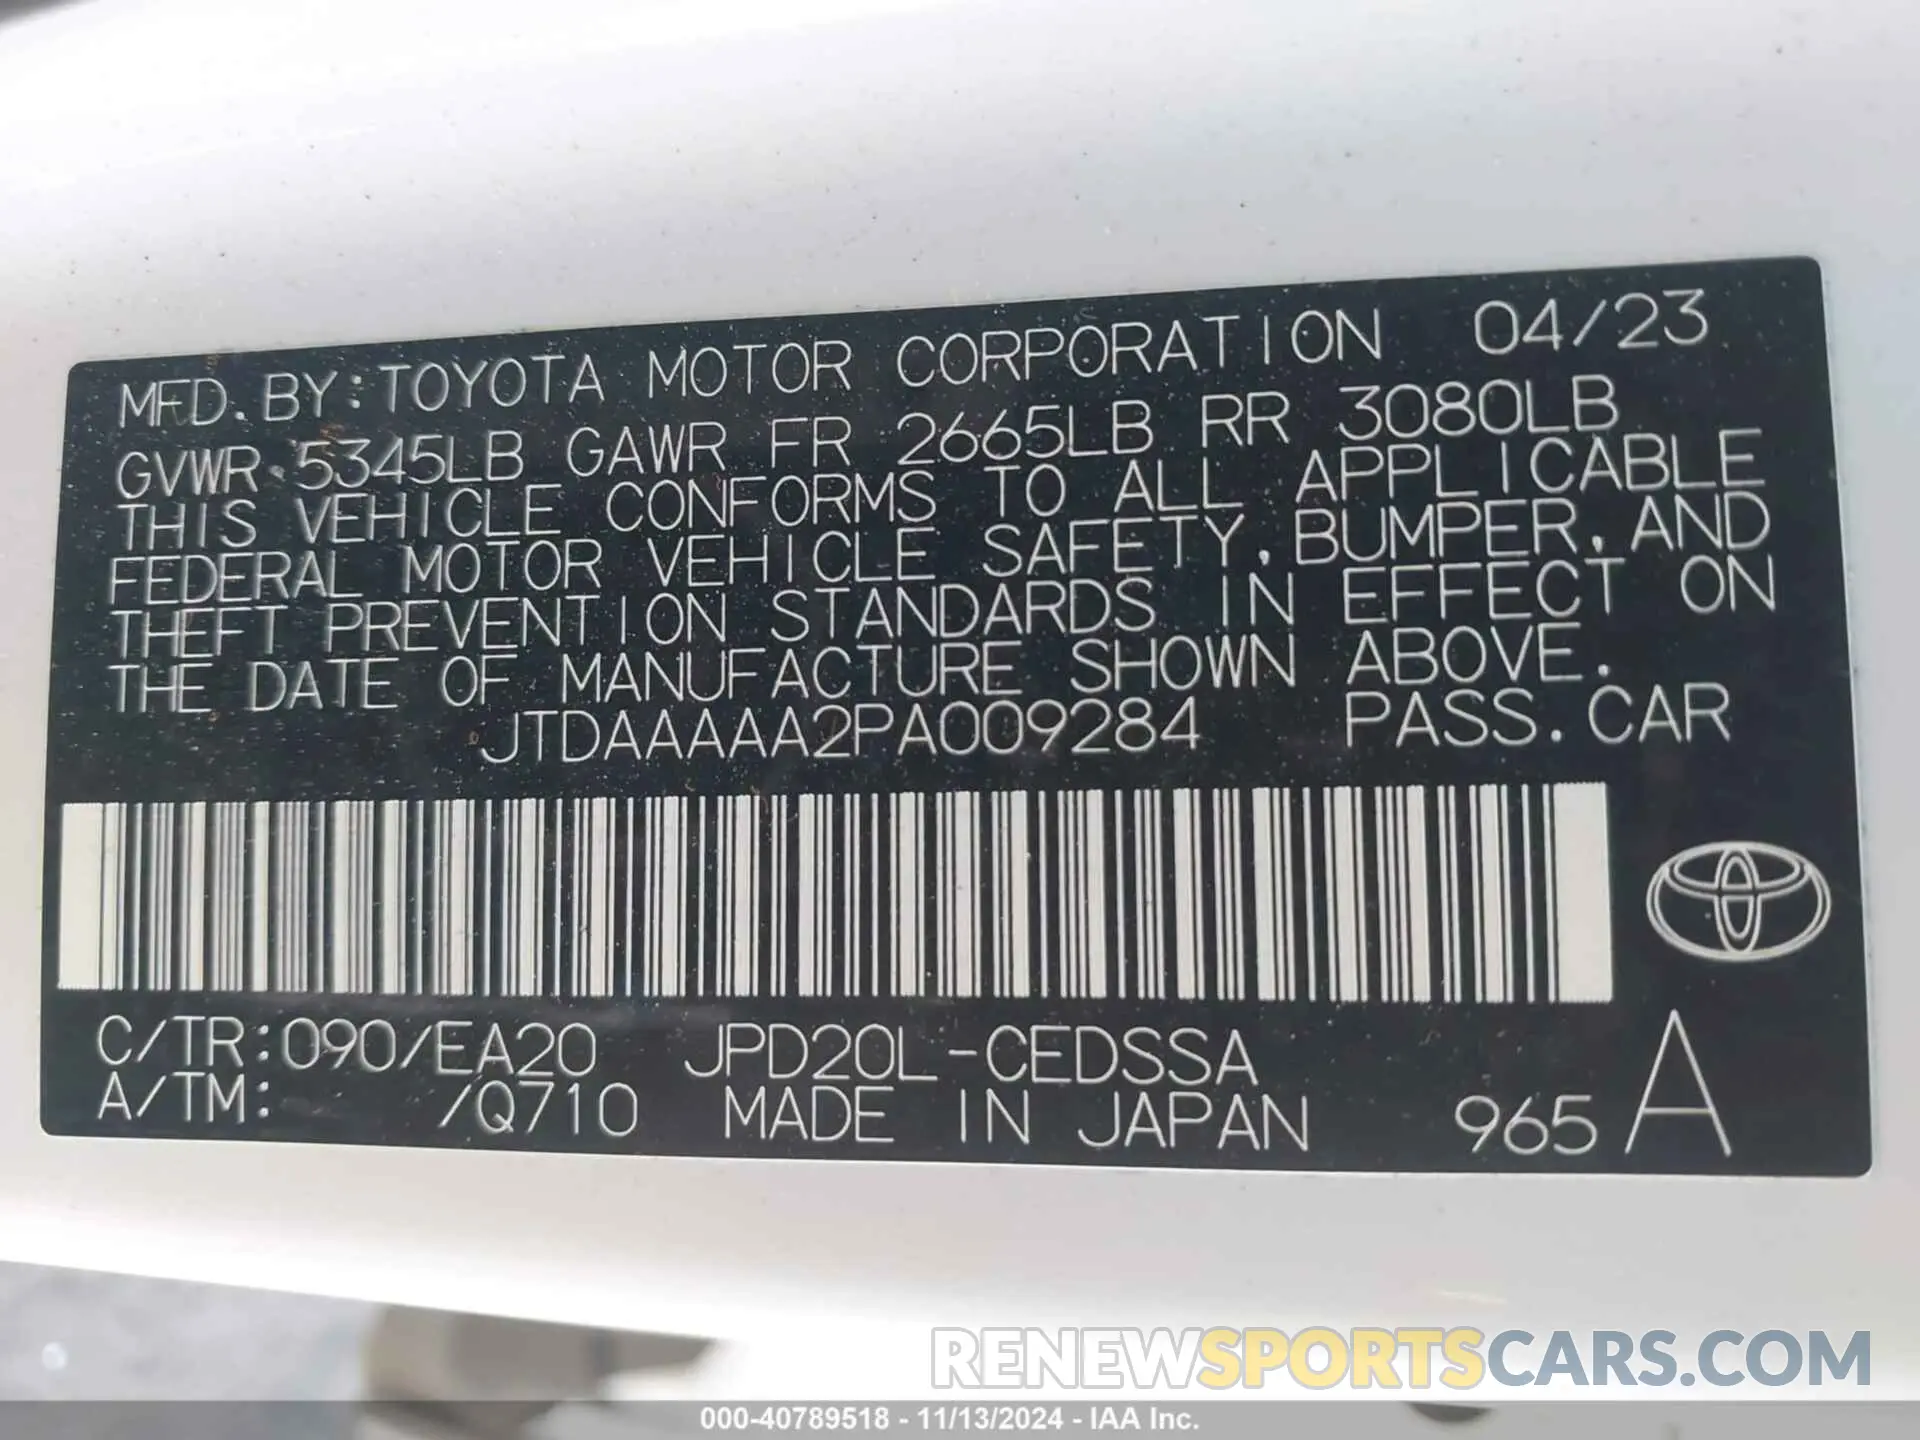 MFD. BY: TOYOTA MOTOR CORPORATION 04/23
GVWR 5345LB GAWR FR 2665LB RR 3080LB
THIS VEHICLE CONFORMS TO ALL APPLICABLE
FEDERAL MOTOR VEHICLE SAFETY, BUMPER, AND
THEFT PREVENTION STANDARDS IN EFFECT ON
THE DATE OF MANUFACTURE SHOWN ABOVE.
JTDAAAAA2PA009284 PASS. CAR
C/TR: 090/EA20 JPD20L-CEDSSA
A/TM: /Q710 MADE IN JAPAN 965 A
RENEWSPORTSCARS.COM
000-40789518 - 11/13/2024 - IAA Inc.